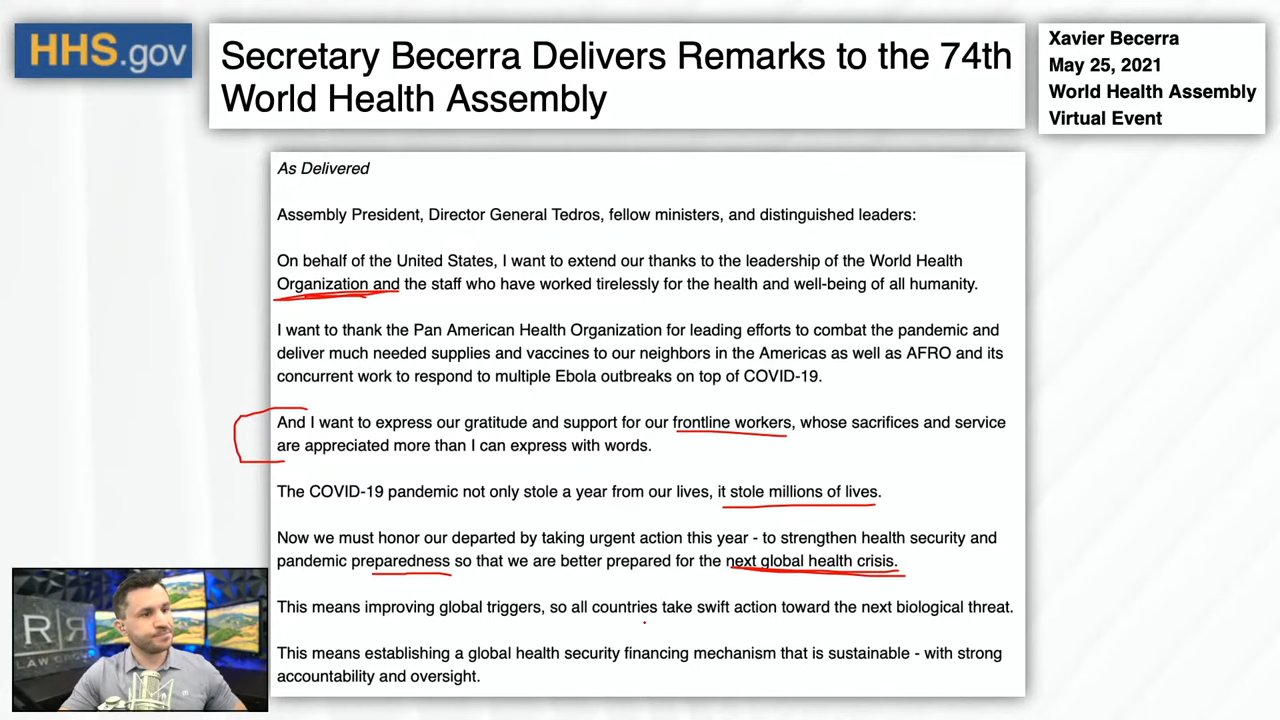 HHS.gov
Secretary Becerra Delivers Remarks to the 74th
World Health Assembly
Xavier Becerra
May 25, 2021
World Health Assembly
Virtual Event
As Delivered
Assembly President, Director General Tedros, fellow ministers, and distinguished leaders:
On behalf of the United States, I want to extend our thanks to the leadership of the World Health
Organization and the staff who have worked tirelessly for the health and well-being of all humanity.
I want to thank the Pan American Health Organization for leading efforts to combat the pandemic and
deliver much needed supplies and vaccines to our neighbors in the Americas as well as AFRO and its
concurrent work to respond to multiple Ebola outbreaks on top of COVID-19.
And I want to express our gratitude and support for our frontline workers, whose sacrifices and service
are appreciated more than I can express with words.
The COVID-19 pandemic not only stole a year from our lives, it stole millions of lives.
Now we must honor our departed by taking urgent action this year - to strengthen health security and
pandemic preparedness so that we are better prepared for the next global health crisis.
This means improving global triggers, so all countries take swift action toward the next biological threat.
This means establishing a global health security financing mechanism that is sustainable - with strong
accountability and oversight.
R|R
LAW GROUP